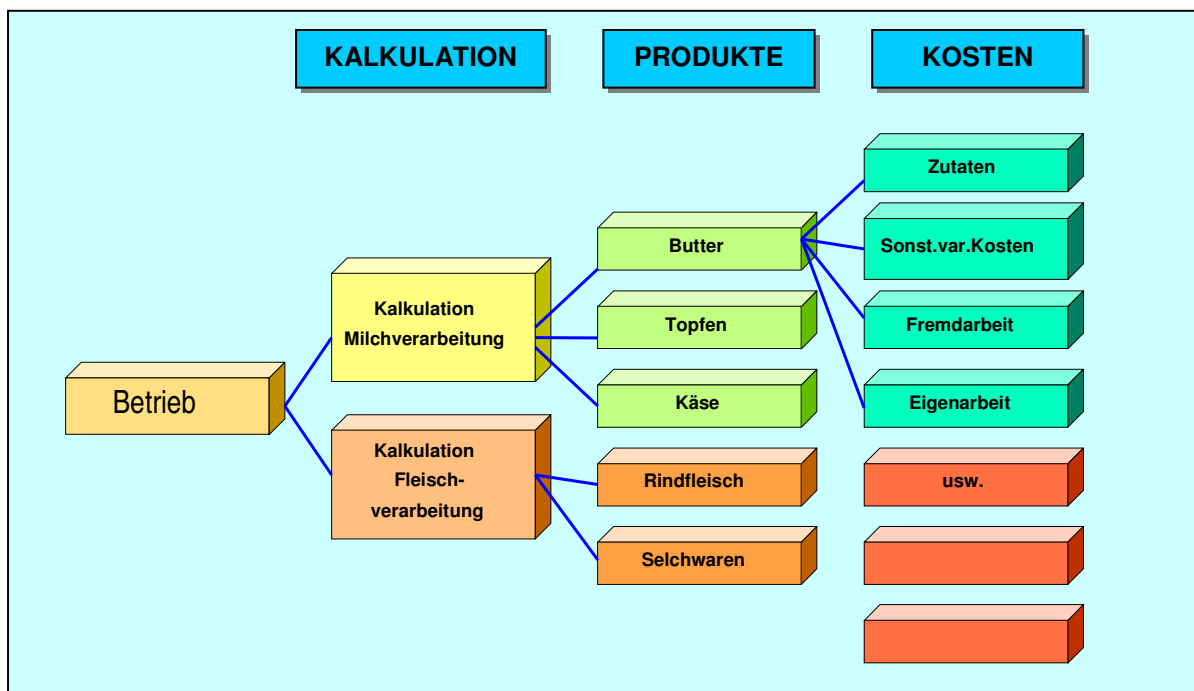 KALKULATION
PRODUKTE
KOSTEN
Betrieb
Kalkulation
Milchverarbeitung
Kalkulation
Fleisch-
verarbeitung
Butter
Topfen
Käse
Rindfleisch
Selchwaren
Zutaten
Sonst.var.Kosten
Fremdarbeit
Eigenarbeit
usw.